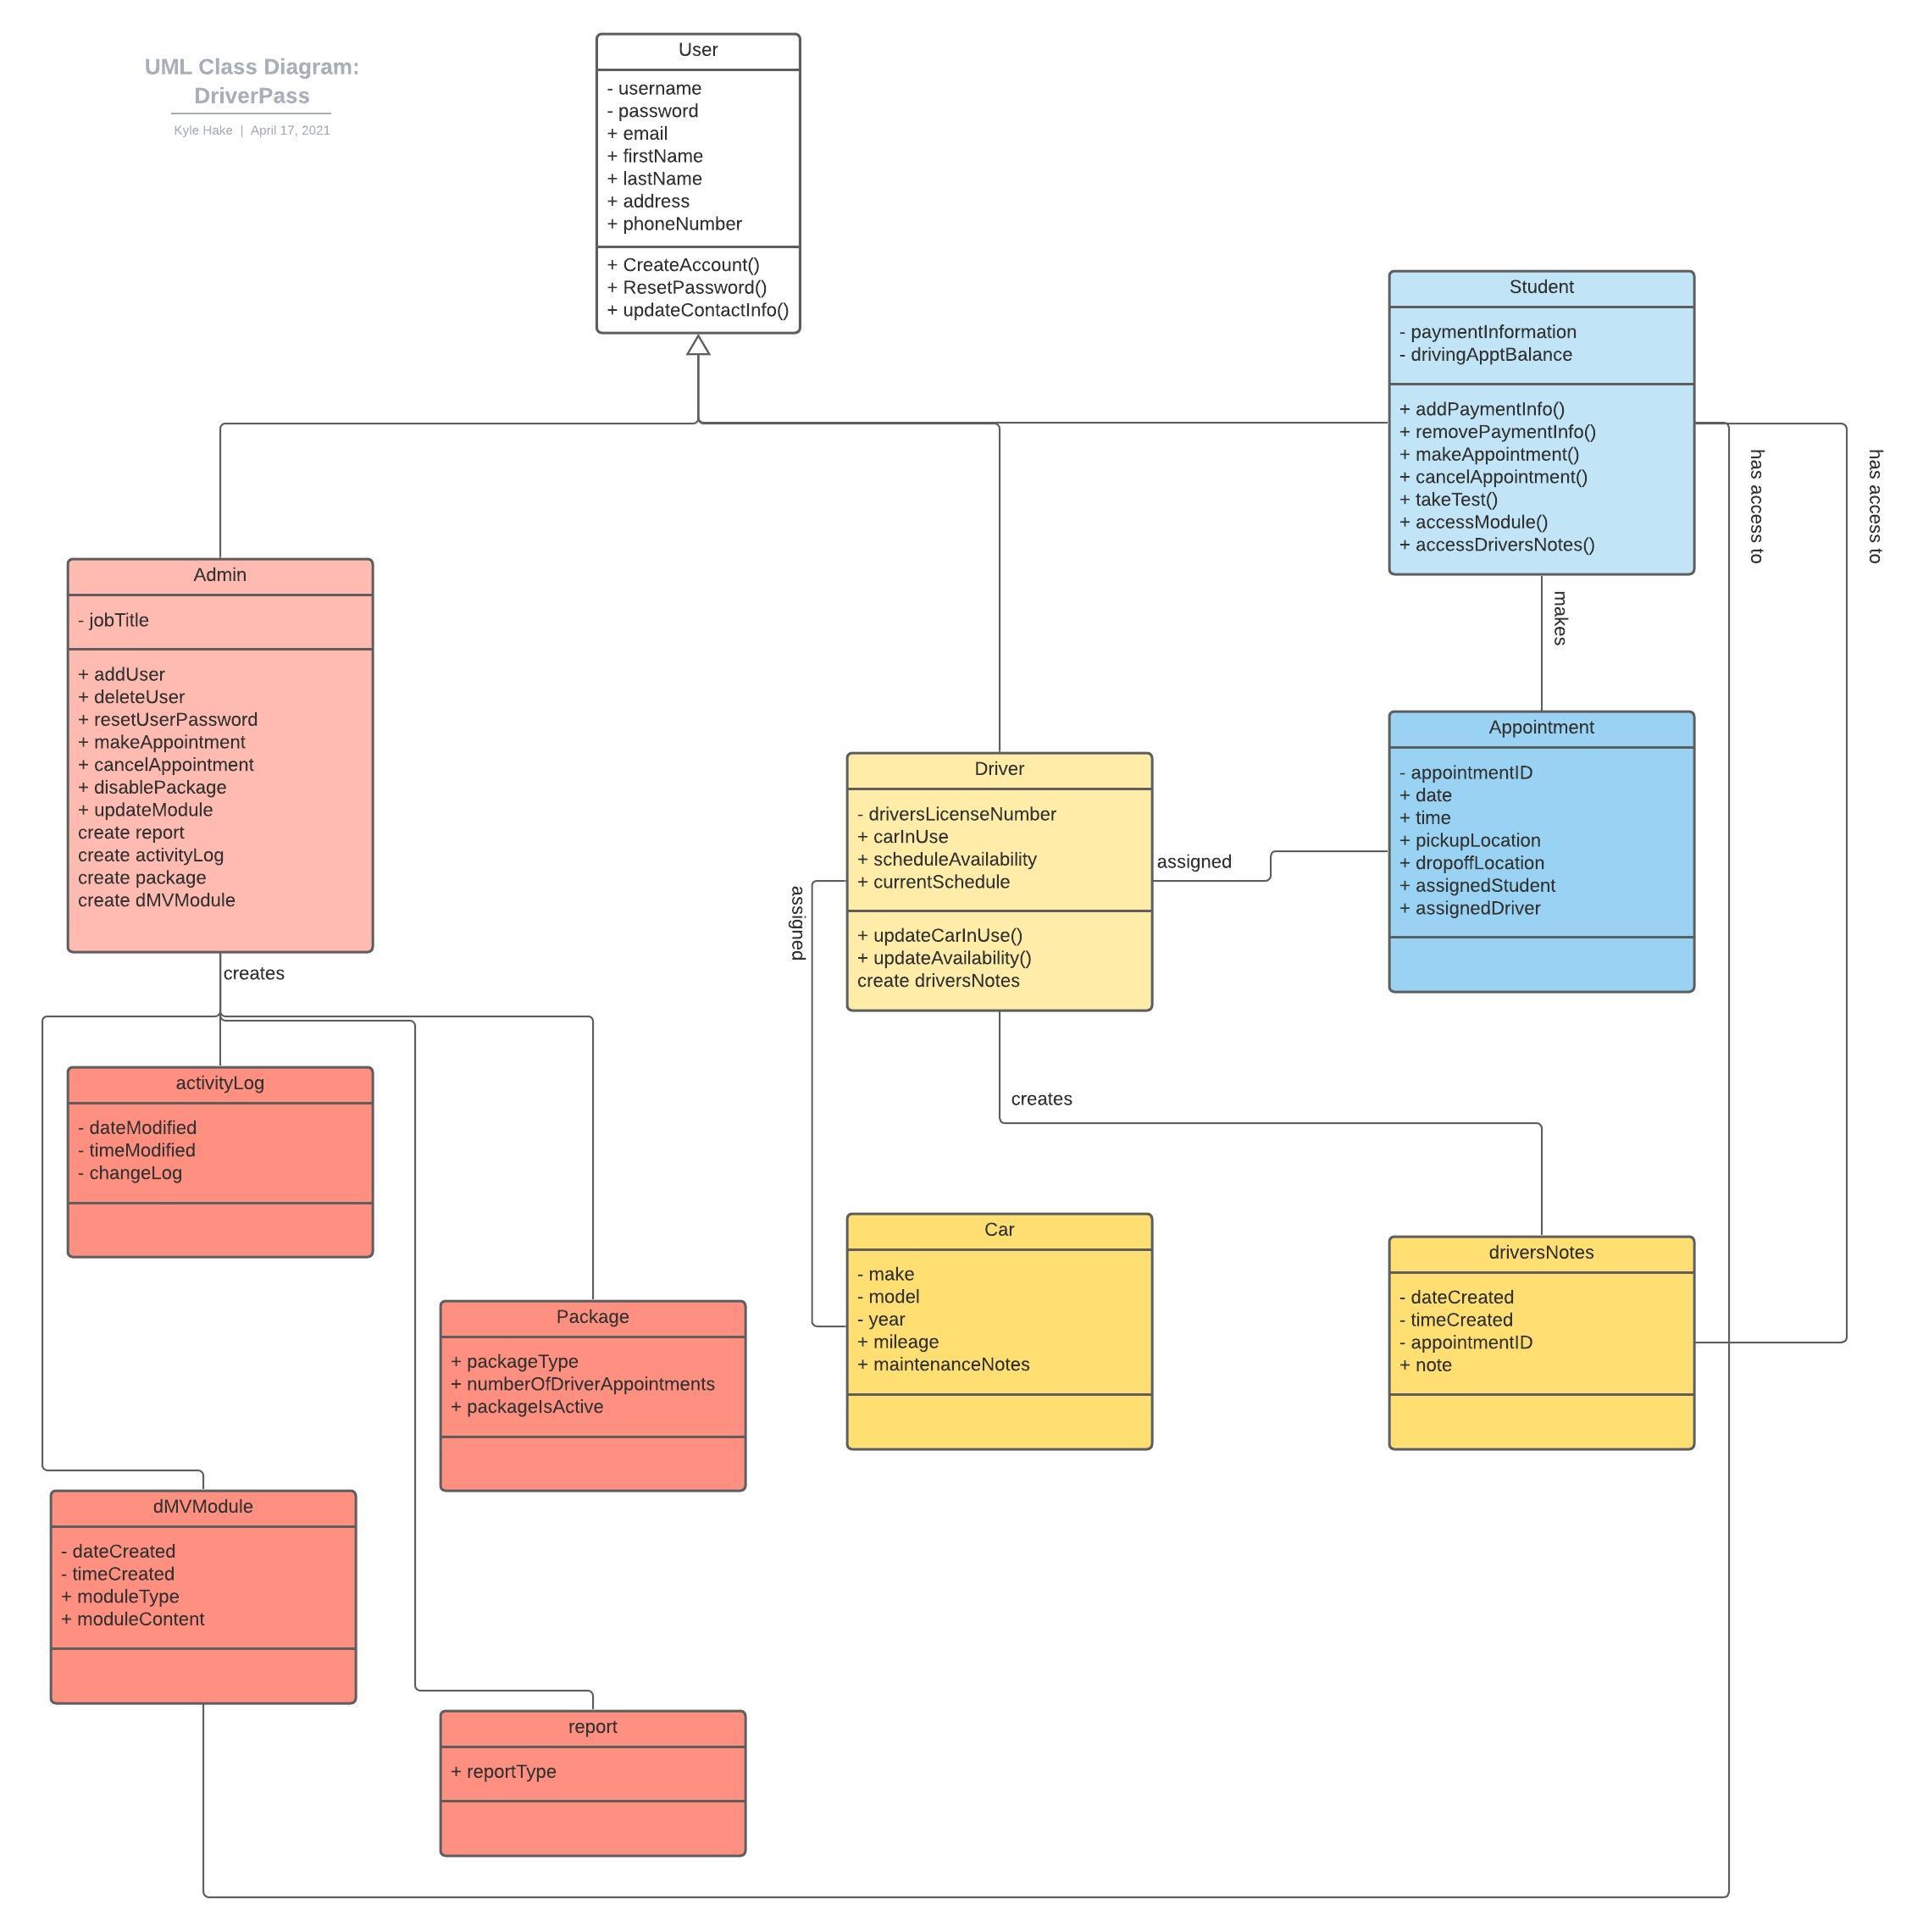 UML Class Diagram:
DriverPass
Kyle Hake | April 17, 2021
User
- username
- password
+ email
+ firstName
+ lastName
+ address
+ phoneNumber
+ CreateAccount()
+ ResetPassword()
+ updateContactInfo()
Student
- paymentInformation
- drivingApptBalance
+ addPaymentInfo()
+ removePaymentInfo()
+ makeAppointment()
+ cancelAppointment()
+ takeTest()
+ accessModule()
+ accessDriversNotes()
has access to
has access to
makes
Admin
- jobTitle
+ addUser
+ deleteUser
+ resetUserPassword
+ makeAppointment
+ cancelAppointment
+ disablePackage
+ updateModule
create report
create activityLog
create package
create dMVModule
creates
Driver
- driversLicenseNumber
+ carInUse
+ scheduleAvailability
+ currentSchedule
+ updateCarInUse()
+ updateAvailability()
create driversNotes
assigned
assigned
Appointment
- appointmentID
+ date
+ time
+ pickupLocation
+ dropoffLocation
+ assignedStudent
+ assignedDriver
creates
activityLog
- dateModified
- timeModified
- changeLog
Package
+ packageType
+ numberOfDriverAppointments
+ packageIsActive
Car
- make
- model
- year
+ mileage
+ maintenanceNotes
driversNotes
- dateCreated
- timeCreated
- appointmentID
+ note
dMVModule
- dateCreated
- timeCreated
+ moduleType
+ moduleContent
report
+ reportType